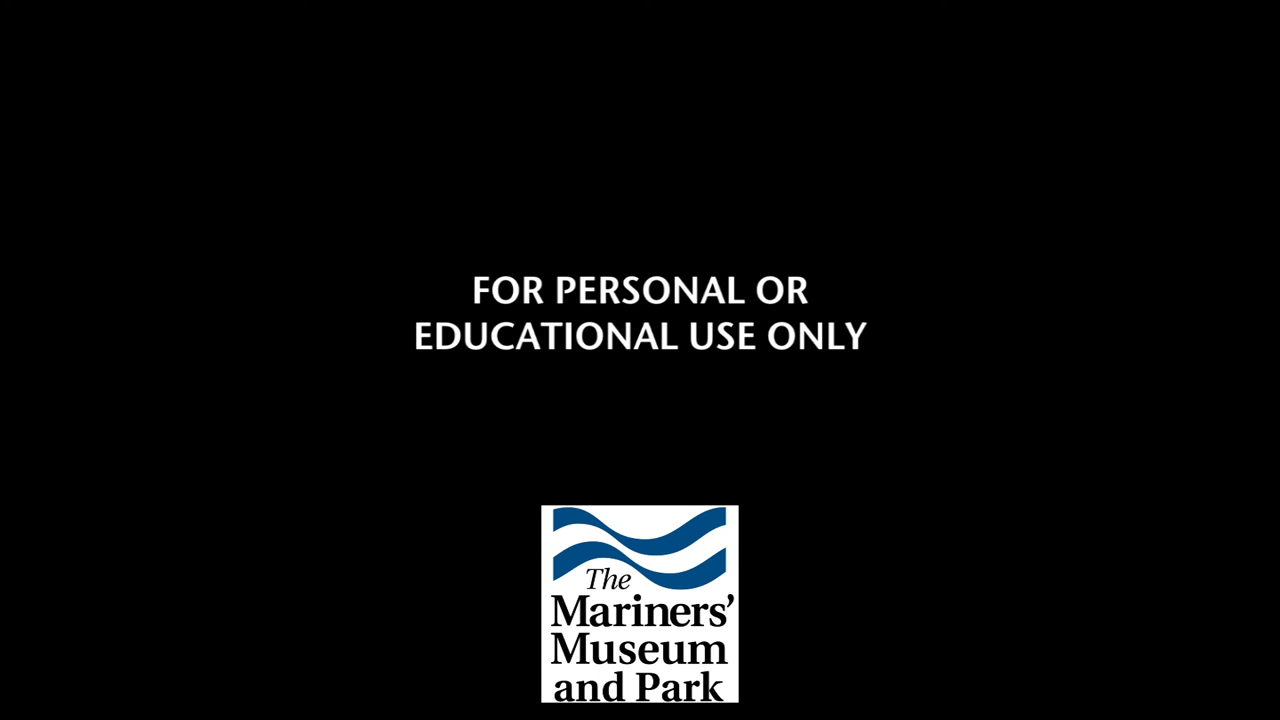 FOR PERSONAL OR
EDUCATIONAL USE ONLY
The
Mariners’
Museum
and Park